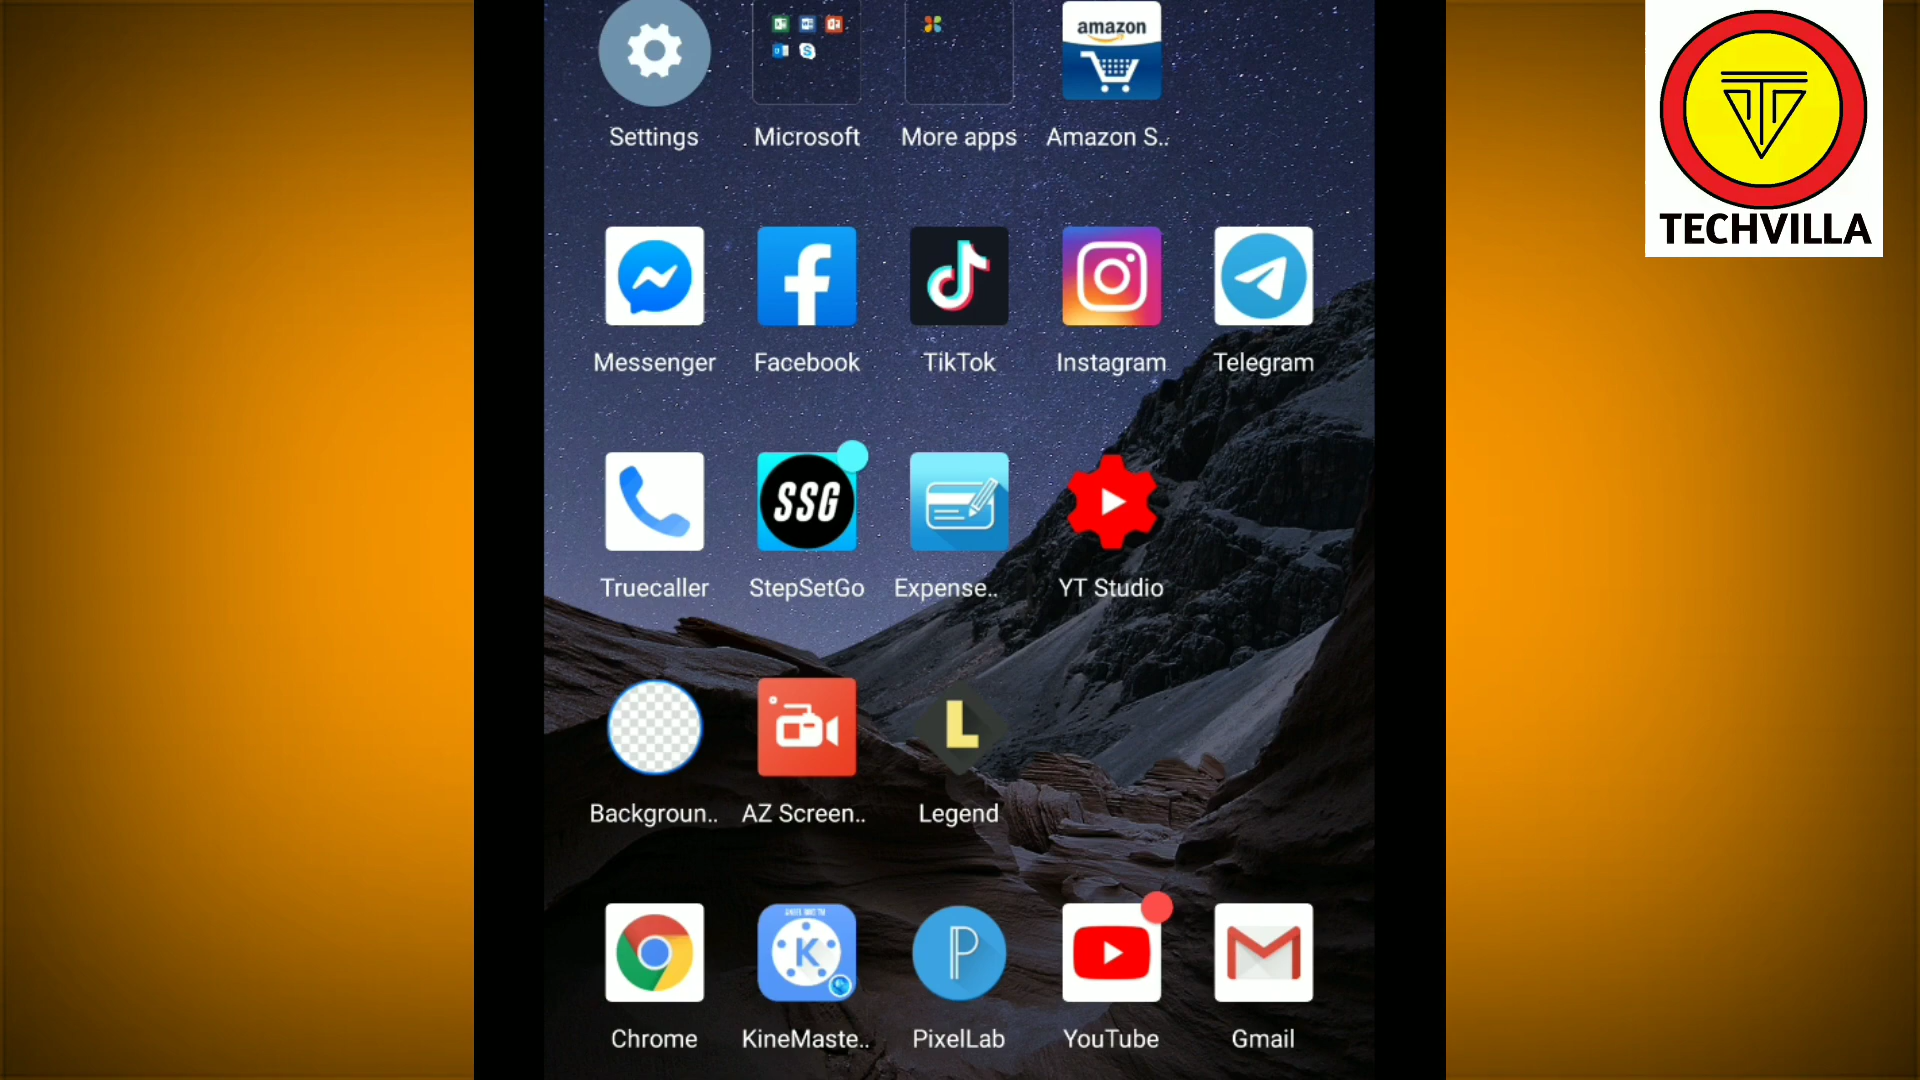 amazon
Settings
Microsoft
More apps
Amazon S..
TECHVILLA
Messenger
Facebook
TikTok
Instagram
Telegram
SSG
Truecaller
StepSetGo
Expense..
YT Studio
L
Backgroun..
AZ Screen..
Legend
K
P
Chrome
KineMaste..
PixelLab
YouTube
Gmail